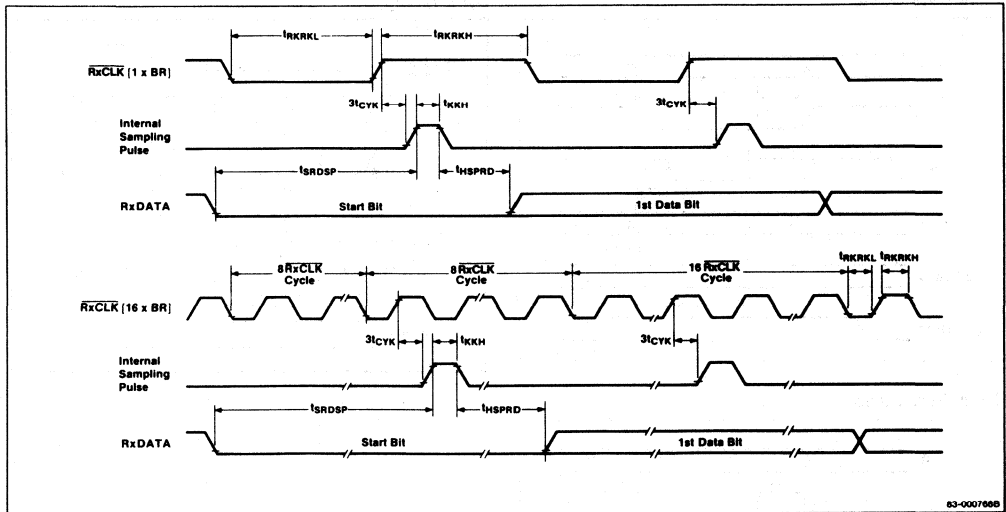 tRKRKL
tRKRKH
RxCLK [1 x BR]
3tCYK
tKKH
3tCYK
Internal
Sampling
Pulse
tSRDSP
tHSPRD
RxDATA
Start Bit
1st Data Bit
8 RxCLK
Cycle
8 RxCLK
Cycle
16 RxCLK
Cycle
tRKRKL
tRKRKH
RxCLK [16 x BR]
3tCYK
tKKH
3tCYK
Internal
Sampling
Pulse
tSRDSP
tHSPRD
RxDATA
Start Bit
1st Data Bit
83-000766B